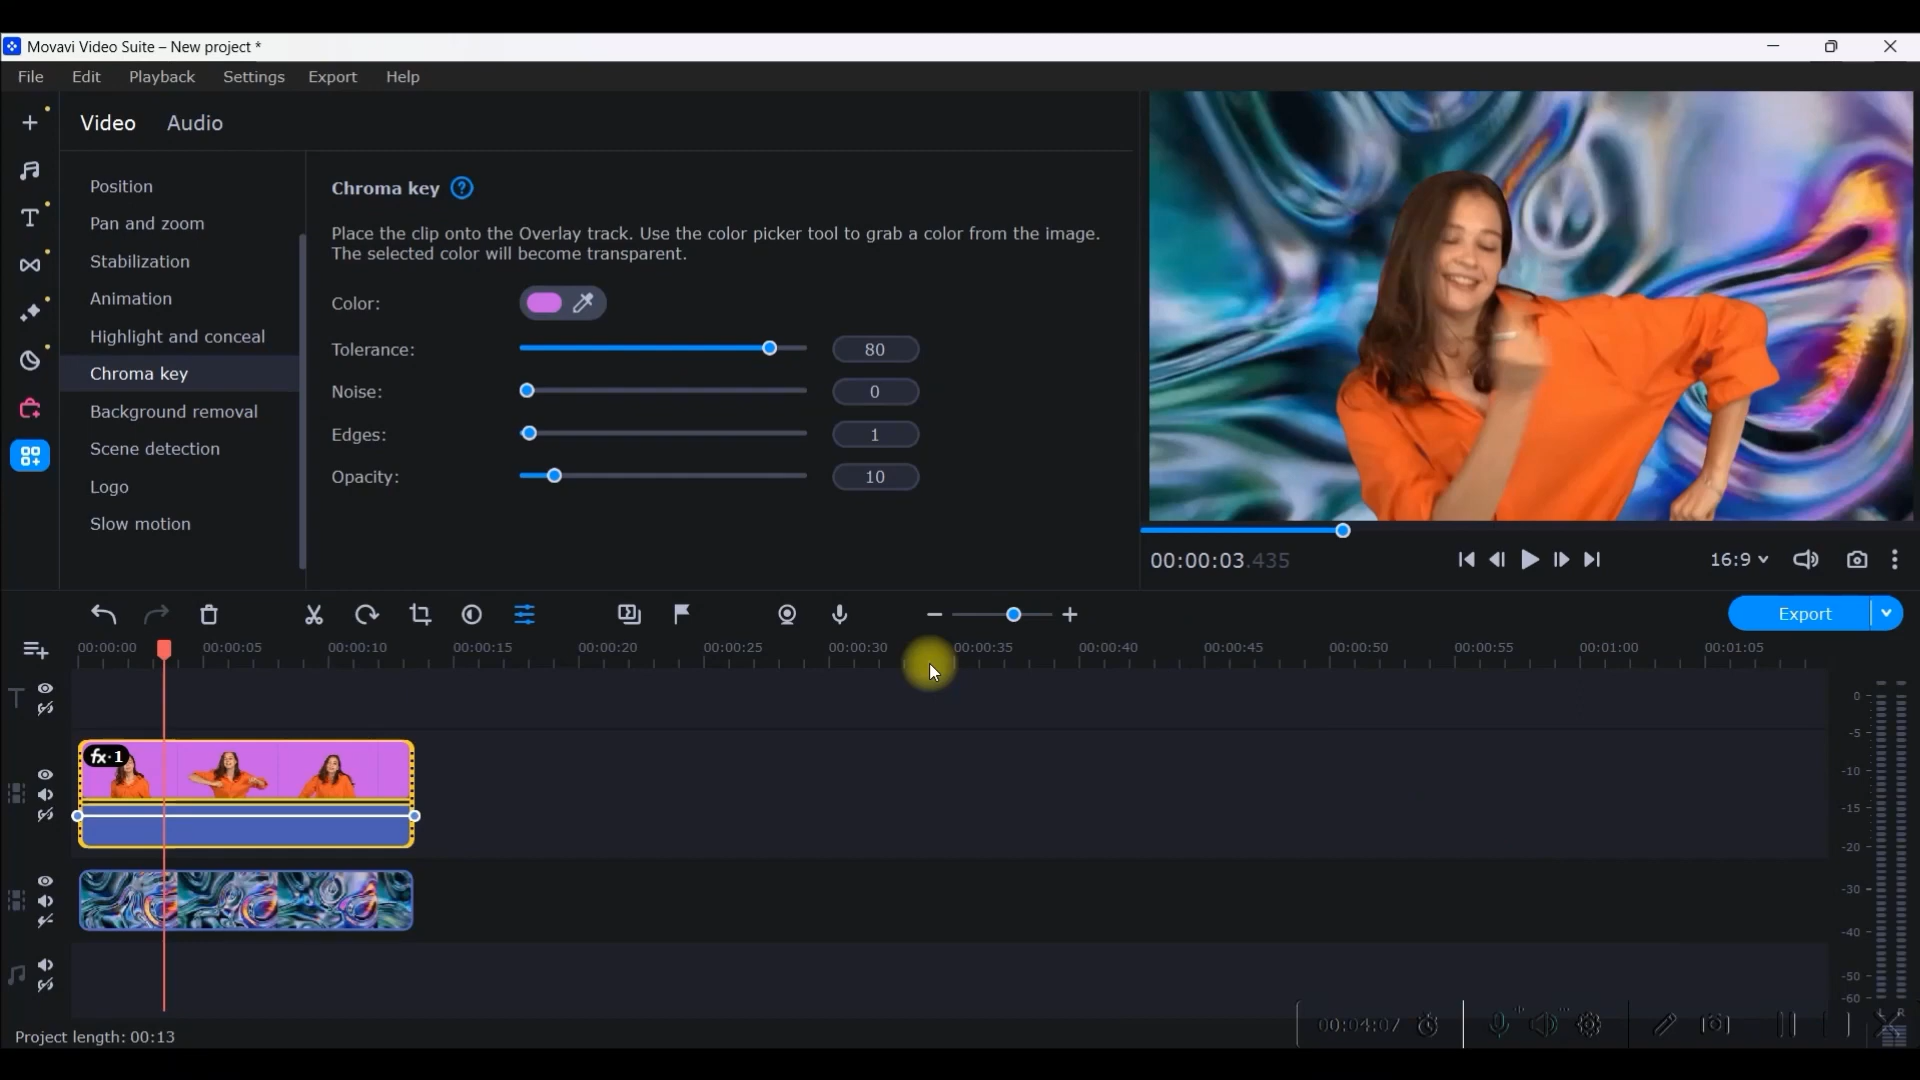 Movavi Video Suite – New project *
File Edit Playback Settings Export Help
Video Audio
Position
Pan and zoom
Stabilization
Animation
Highlight and conceal
Chroma key
Background removal
Scene detection
Logo
Slow motion
Chroma key ?
Place the clip onto the Overlay track. Use the color picker tool to grab a color from the image.
The selected color will become transparent.
Color:
Tolerance: 80
Noise: 0
Edges: 1
Opacity: 10
00:00:03.435
16:9
Export
00:00:00 00:00:05 00:00:10 00:00:15 00:00:20 00:00:25 00:00:30 00:00:35 00:00:40 00:00:45 00:00:50 00:00:55 00:01:00 00:01:05
fx·1
0
-5
-10
-15
-20
-30
-40
-50
-60
L R
00:04:07
Project length: 00:13